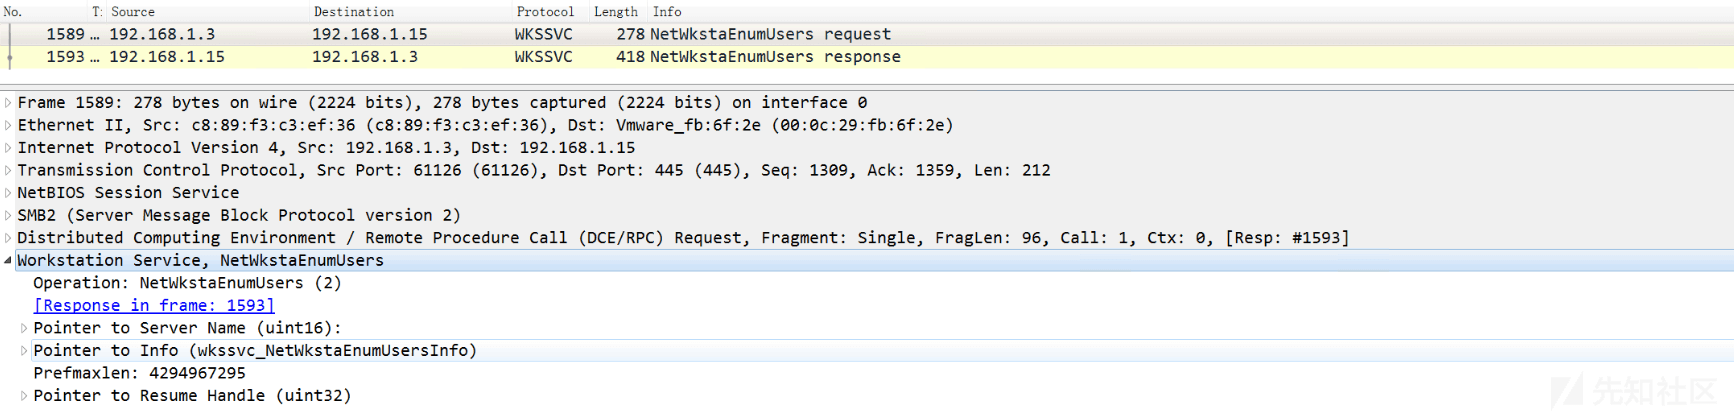 No. T: Source Destination Protocol Length Info
1589 … 192.168.1.3 192.168.1.15 WKSSVC 278 NetWkstaEnumUsers request
1593 … 192.168.1.15 192.168.1.3 WKSSVC 418 NetWkstaEnumUsers response
Frame 1589: 278 bytes on wire (2224 bits), 278 bytes captured (2224 bits) on interface 0
Ethernet II, Src: c8:89:f3:c3:ef:36 (c8:89:f3:c3:ef:36), Dst: Vmware_fb:6f:2e (00:0c:29:fb:6f:2e)
Internet Protocol Version 4, Src: 192.168.1.3, Dst: 192.168.1.15
Transmission Control Protocol, Src Port: 61126 (61126), Dst Port: 445 (445), Seq: 1309, Ack: 1359, Len: 212
NetBIOS Session Service
SMB2 (Server Message Block Protocol version 2)
Distributed Computing Environment / Remote Procedure Call (DCE/RPC) Request, Fragment: Single, FragLen: 96, Call: 1, Ctx: 0, [Resp: #1593]
Workstation Service, NetWkstaEnumUsers
Operation: NetWkstaEnumUsers (2)
[Response in frame: 1593]
Pointer to Server Name (uint16):
Pointer to Info (wkssvc_NetWkstaEnumUsersInfo)
Prefmaxlen: 4294967295
Pointer to Resume Handle (uint32)
先知社区